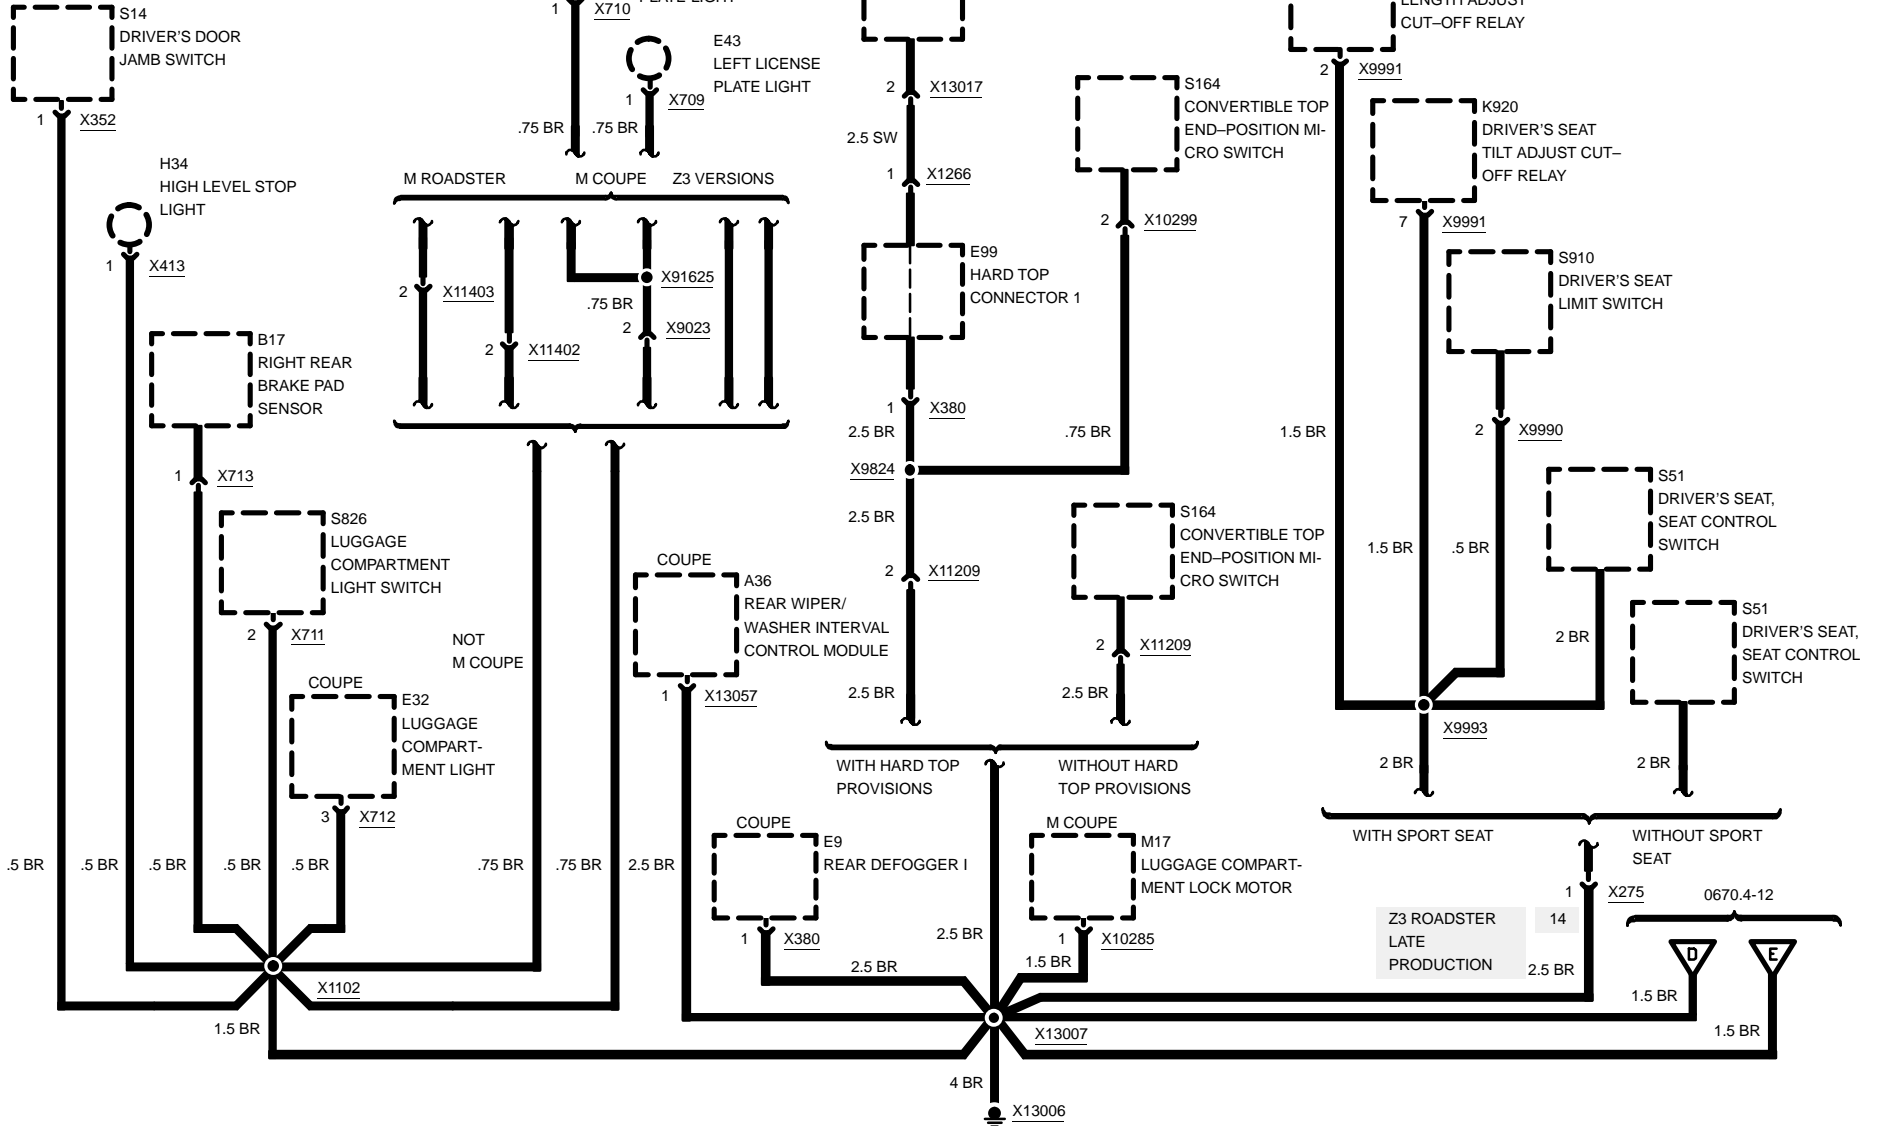 S14
DRIVER'S DOOR
JAMB SWITCH
1 X352
.5 BR
H34
HIGH LEVEL STOP
LIGHT
1 X413
.5 BR
B17
RIGHT REAR
BRAKE PAD
SENSOR
1 X713
.5 BR
S826
LUGGAGE
COMPARTMENT
LIGHT SWITCH
2 X711
.5 BR
COUPE
E32
LUGGAGE
COMPART-
MENT LIGHT
3 X712
.5 BR
1 X710
PLATE LIGHT
E43
LEFT LICENSE
PLATE LIGHT
1 X709
.75 BR .75 BR
M ROADSTER M COUPE Z3 VERSIONS
2 X11403
2 X11402
X91625
.75 BR
2 X9023
NOT
M COUPE
.75 BR
.75 BR
X1102
1.5 BR
COUPE
A36
REAR WIPER/
WASHER INTERVAL
CONTROL MODULE
1 X13057
2.5 BR
2 X13017
2.5 SW
1 X1266
E99
HARD TOP
CONNECTOR 1
1 X380
2.5 BR
X9824
2.5 BR
2 X11209
2.5 BR
S164
CONVERTIBLE TOP
END–POSITION MI-
CRO SWITCH
2 X10299
.75 BR
S164
CONVERTIBLE TOP
END–POSITION MI-
CRO SWITCH
2 X11209
2.5 BR
WITH HARD TOP
PROVISIONS
WITHOUT HARD
TOP PROVISIONS
COUPE
E9
REAR DEFOGGER I
1 X380
2.5 BR
2.5 BR
M COUPE
M17
LUGGAGE COMPART-
MENT LOCK MOTOR
1 X10285
1.5 BR
LENGTH ADJUST
CUT–OFF RELAY
2 X9991
1.5 BR
K920
DRIVER'S SEAT
TILT ADJUST CUT–
OFF RELAY
7 X9991
1.5 BR
S910
DRIVER'S SEAT
LIMIT SWITCH
2 X9990
.5 BR
S51
DRIVER'S SEAT,
SEAT CONTROL
SWITCH
2 BR
S51
DRIVER'S SEAT,
SEAT CONTROL
SWITCH
X9993
2 BR
2 BR
WITH SPORT SEAT
WITHOUT SPORT
SEAT
1 X275
Z3 ROADSTER
LATE
PRODUCTION
14
2.5 BR
0670.4-12
D E
1.5 BR
1.5 BR
X13007
4 BR
X13006